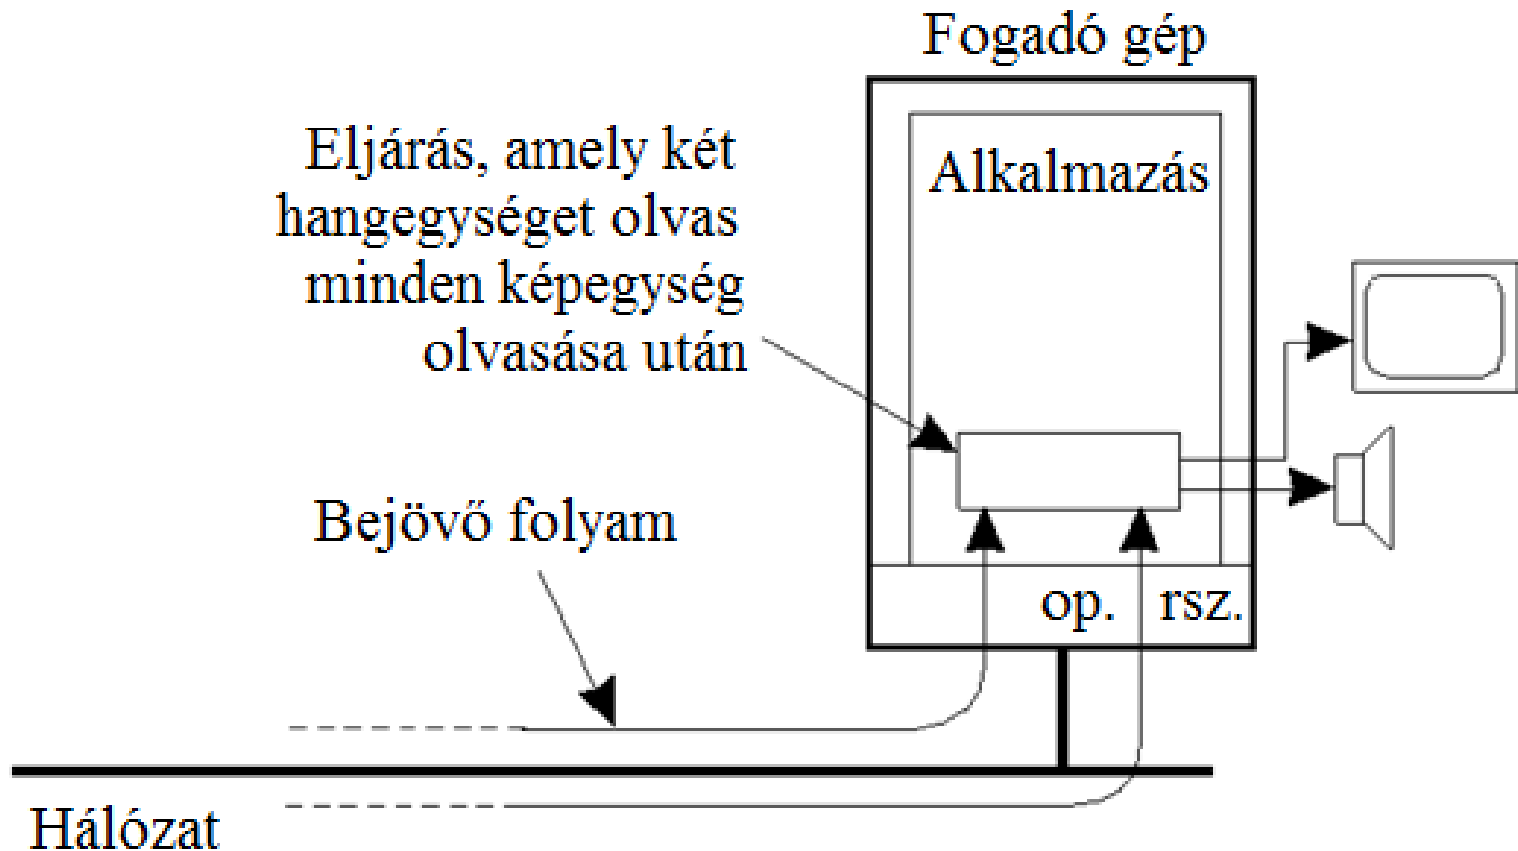 Fogadó gép
Eljárás, amely két
hangegységet olvas
minden képegység
olvasása után
Alkalmazás
Bejövő folyam
op. rsz.
Hálózat